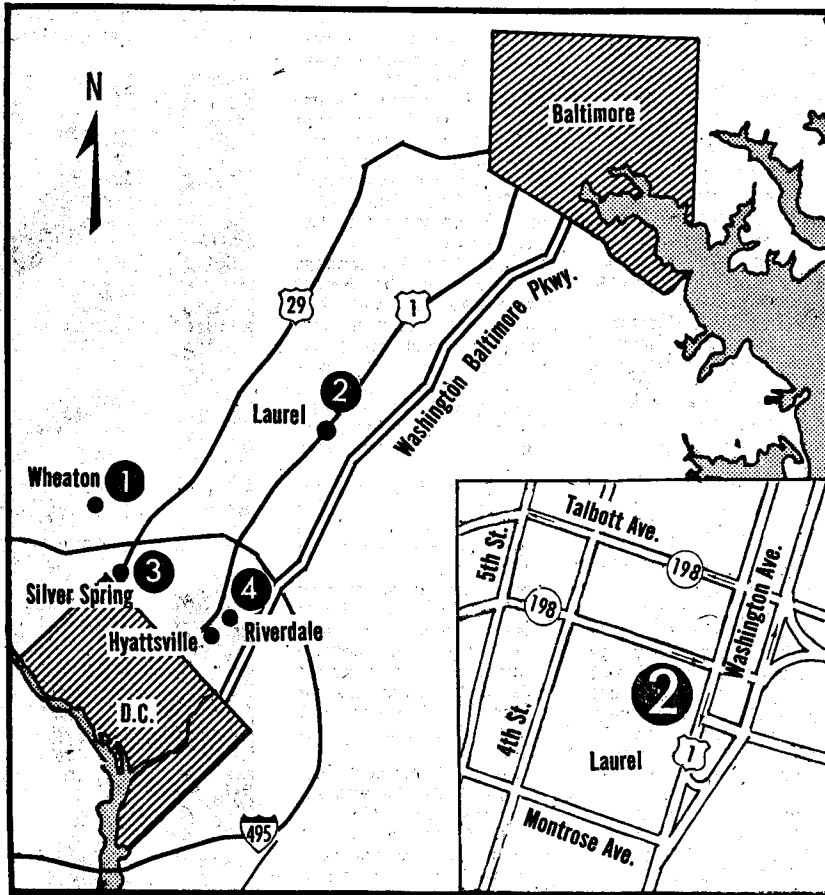 N
Baltimore
29
1
Washington Baltimore Pkwy.
2
Laurel
Wheaton
1
3
Silver Spring
4
Hyattsville
Riverdale
D.C.
495
Talbott Ave.
5th St.
198
198
Washington Ave.
2
4th St.
Laurel
1
Montrose Ave.